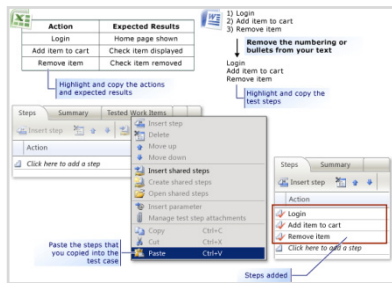 Action Expected Results
Login Home page shown
Add item to cart Check item displayed
Remove item Check item removed
Highlight and copy the actions
and expected results
1) Login
2) Add item to cart
3) Remove item
Remove the numbering or
bullets from your text
Login
Add item to cart
Remove item
Highlight and copy the
test steps
Steps Summary Tested Work Items
Insert step
Action
Click here to add a step
Insert step
Delete
Move up
Move down
Insert shared steps
Create shared steps
Open shared steps
Insert parameter
Manage test step attachments
Copy Ctrl+C
Cut Ctrl+X
Paste Ctrl+V
Paste the steps that
you copied into the
test case
Steps Summary
Insert step
Action
Login
Add item to cart
Remove item
Click here to add a step
Steps added